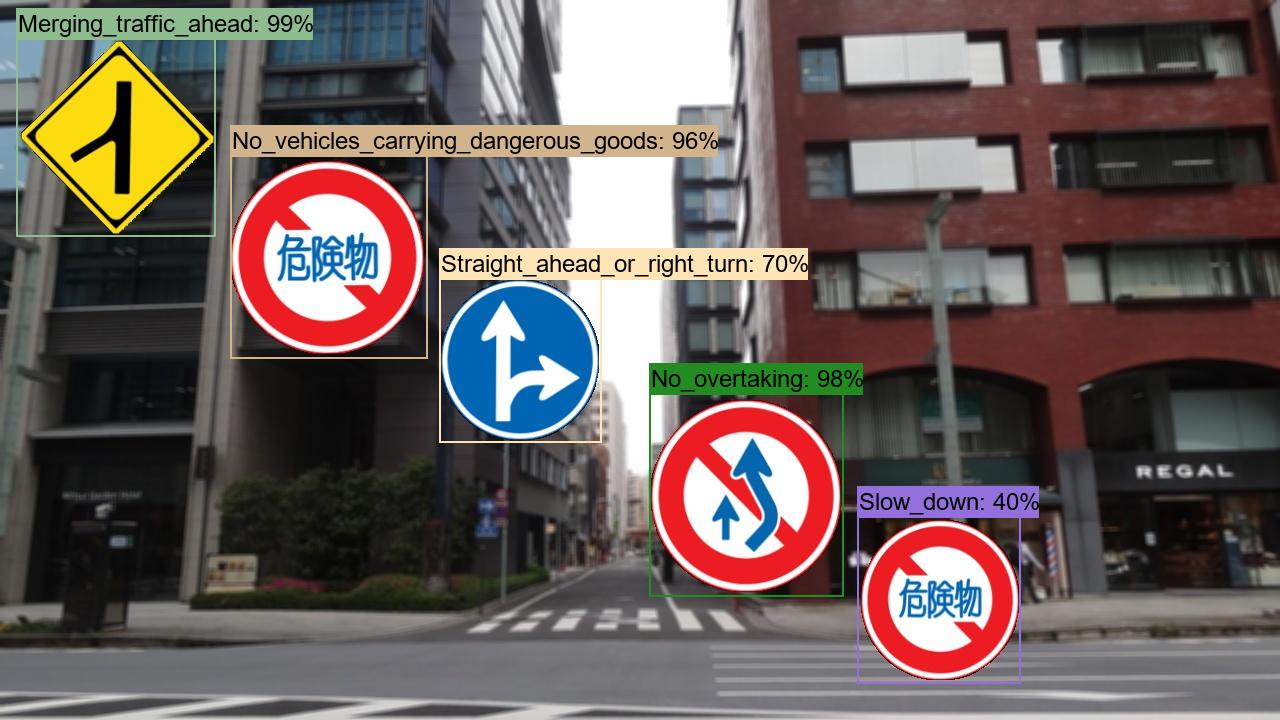 Merging_traffic_ahead: 99%
No_vehicles_carrying_dangerous_goods: 96%
危険物
Straight_ahead_or_right_turn: 70%
No_overtaking: 98%
REGAL
Slow_down: 40%
危険物